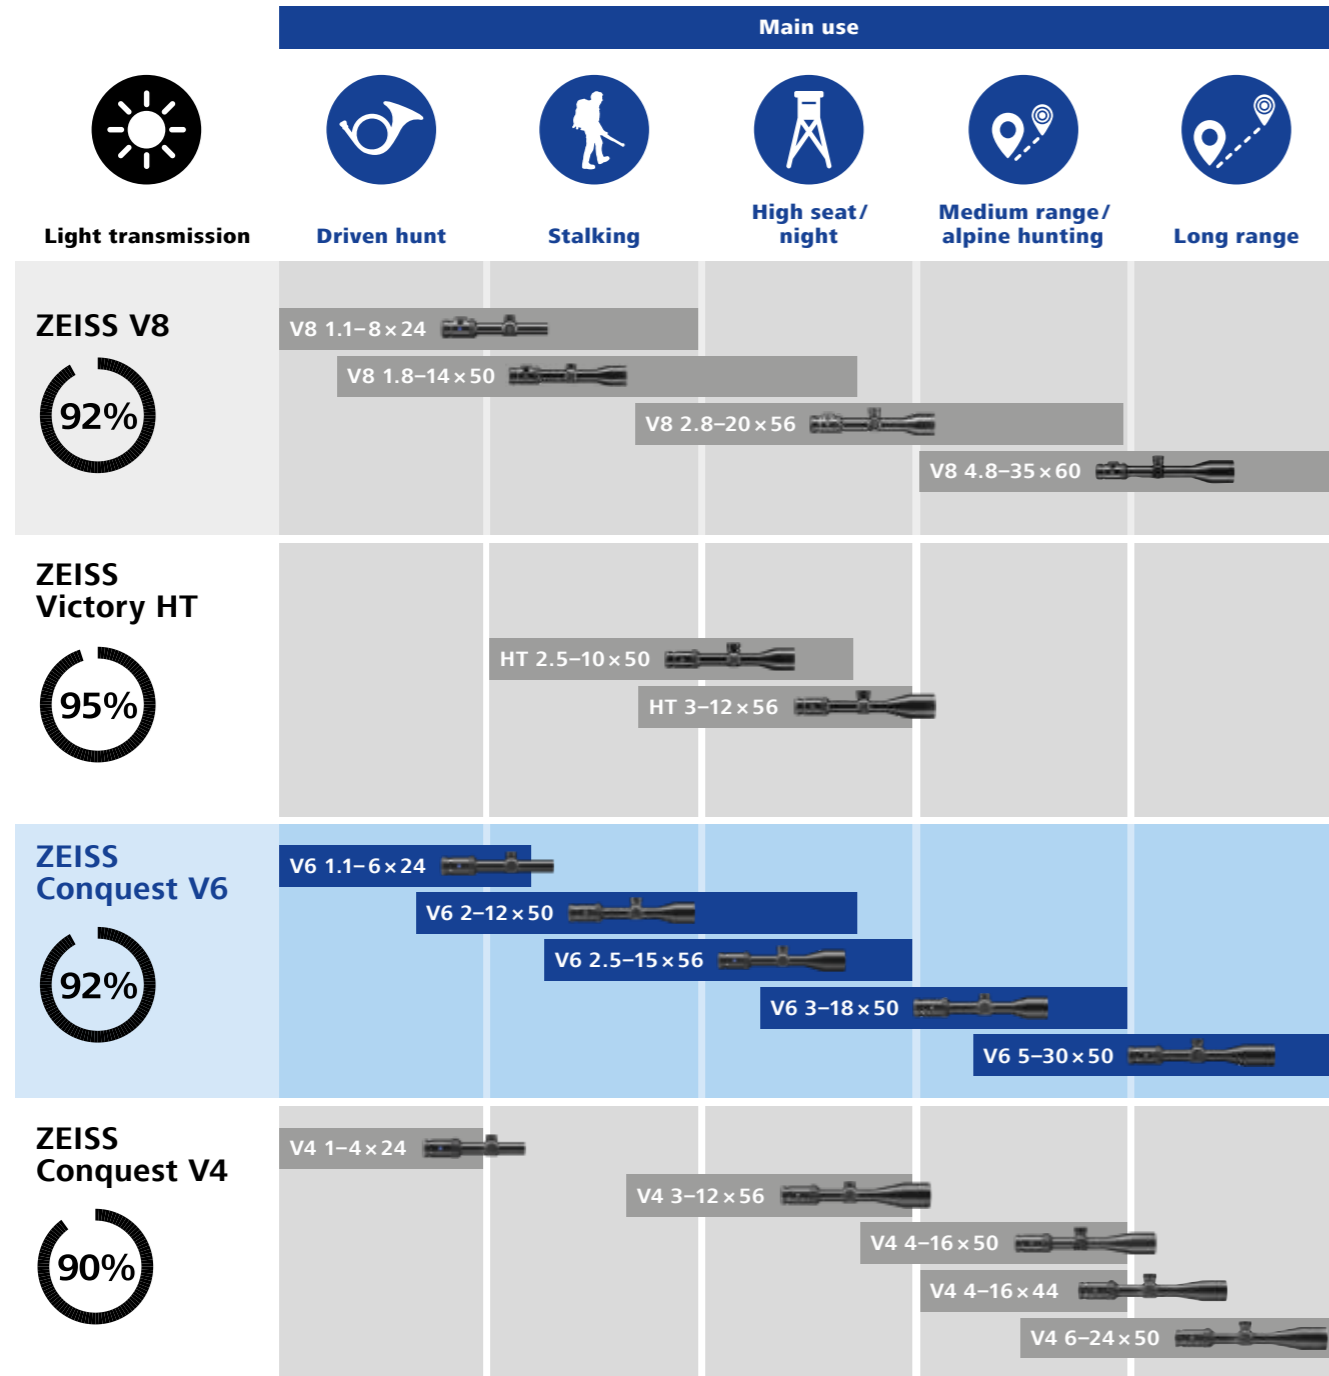 Main use
Light transmission
Driven hunt
Stalking
High seat/
night
Medium range/
alpine hunting
Long range
ZEISS V8
92%
V8 1.1–8 × 24
V8 1.8–14 × 50
V8 2.8–20 × 56
V8 4.8–35 × 60
ZEISS
Victory HT
95%
HT 2.5–10 × 50
HT 3–12 × 56
ZEISS
Conquest V6
92%
V6 1.1–6 × 24
V6 2–12 × 50
V6 2.5–15 × 56
V6 3–18 × 50
V6 5–30 × 50
ZEISS
Conquest V4
90%
V4 1–4 × 24
V4 3–12 × 56
V4 4–16 × 50
V4 4–16 × 44
V4 6–24 × 50